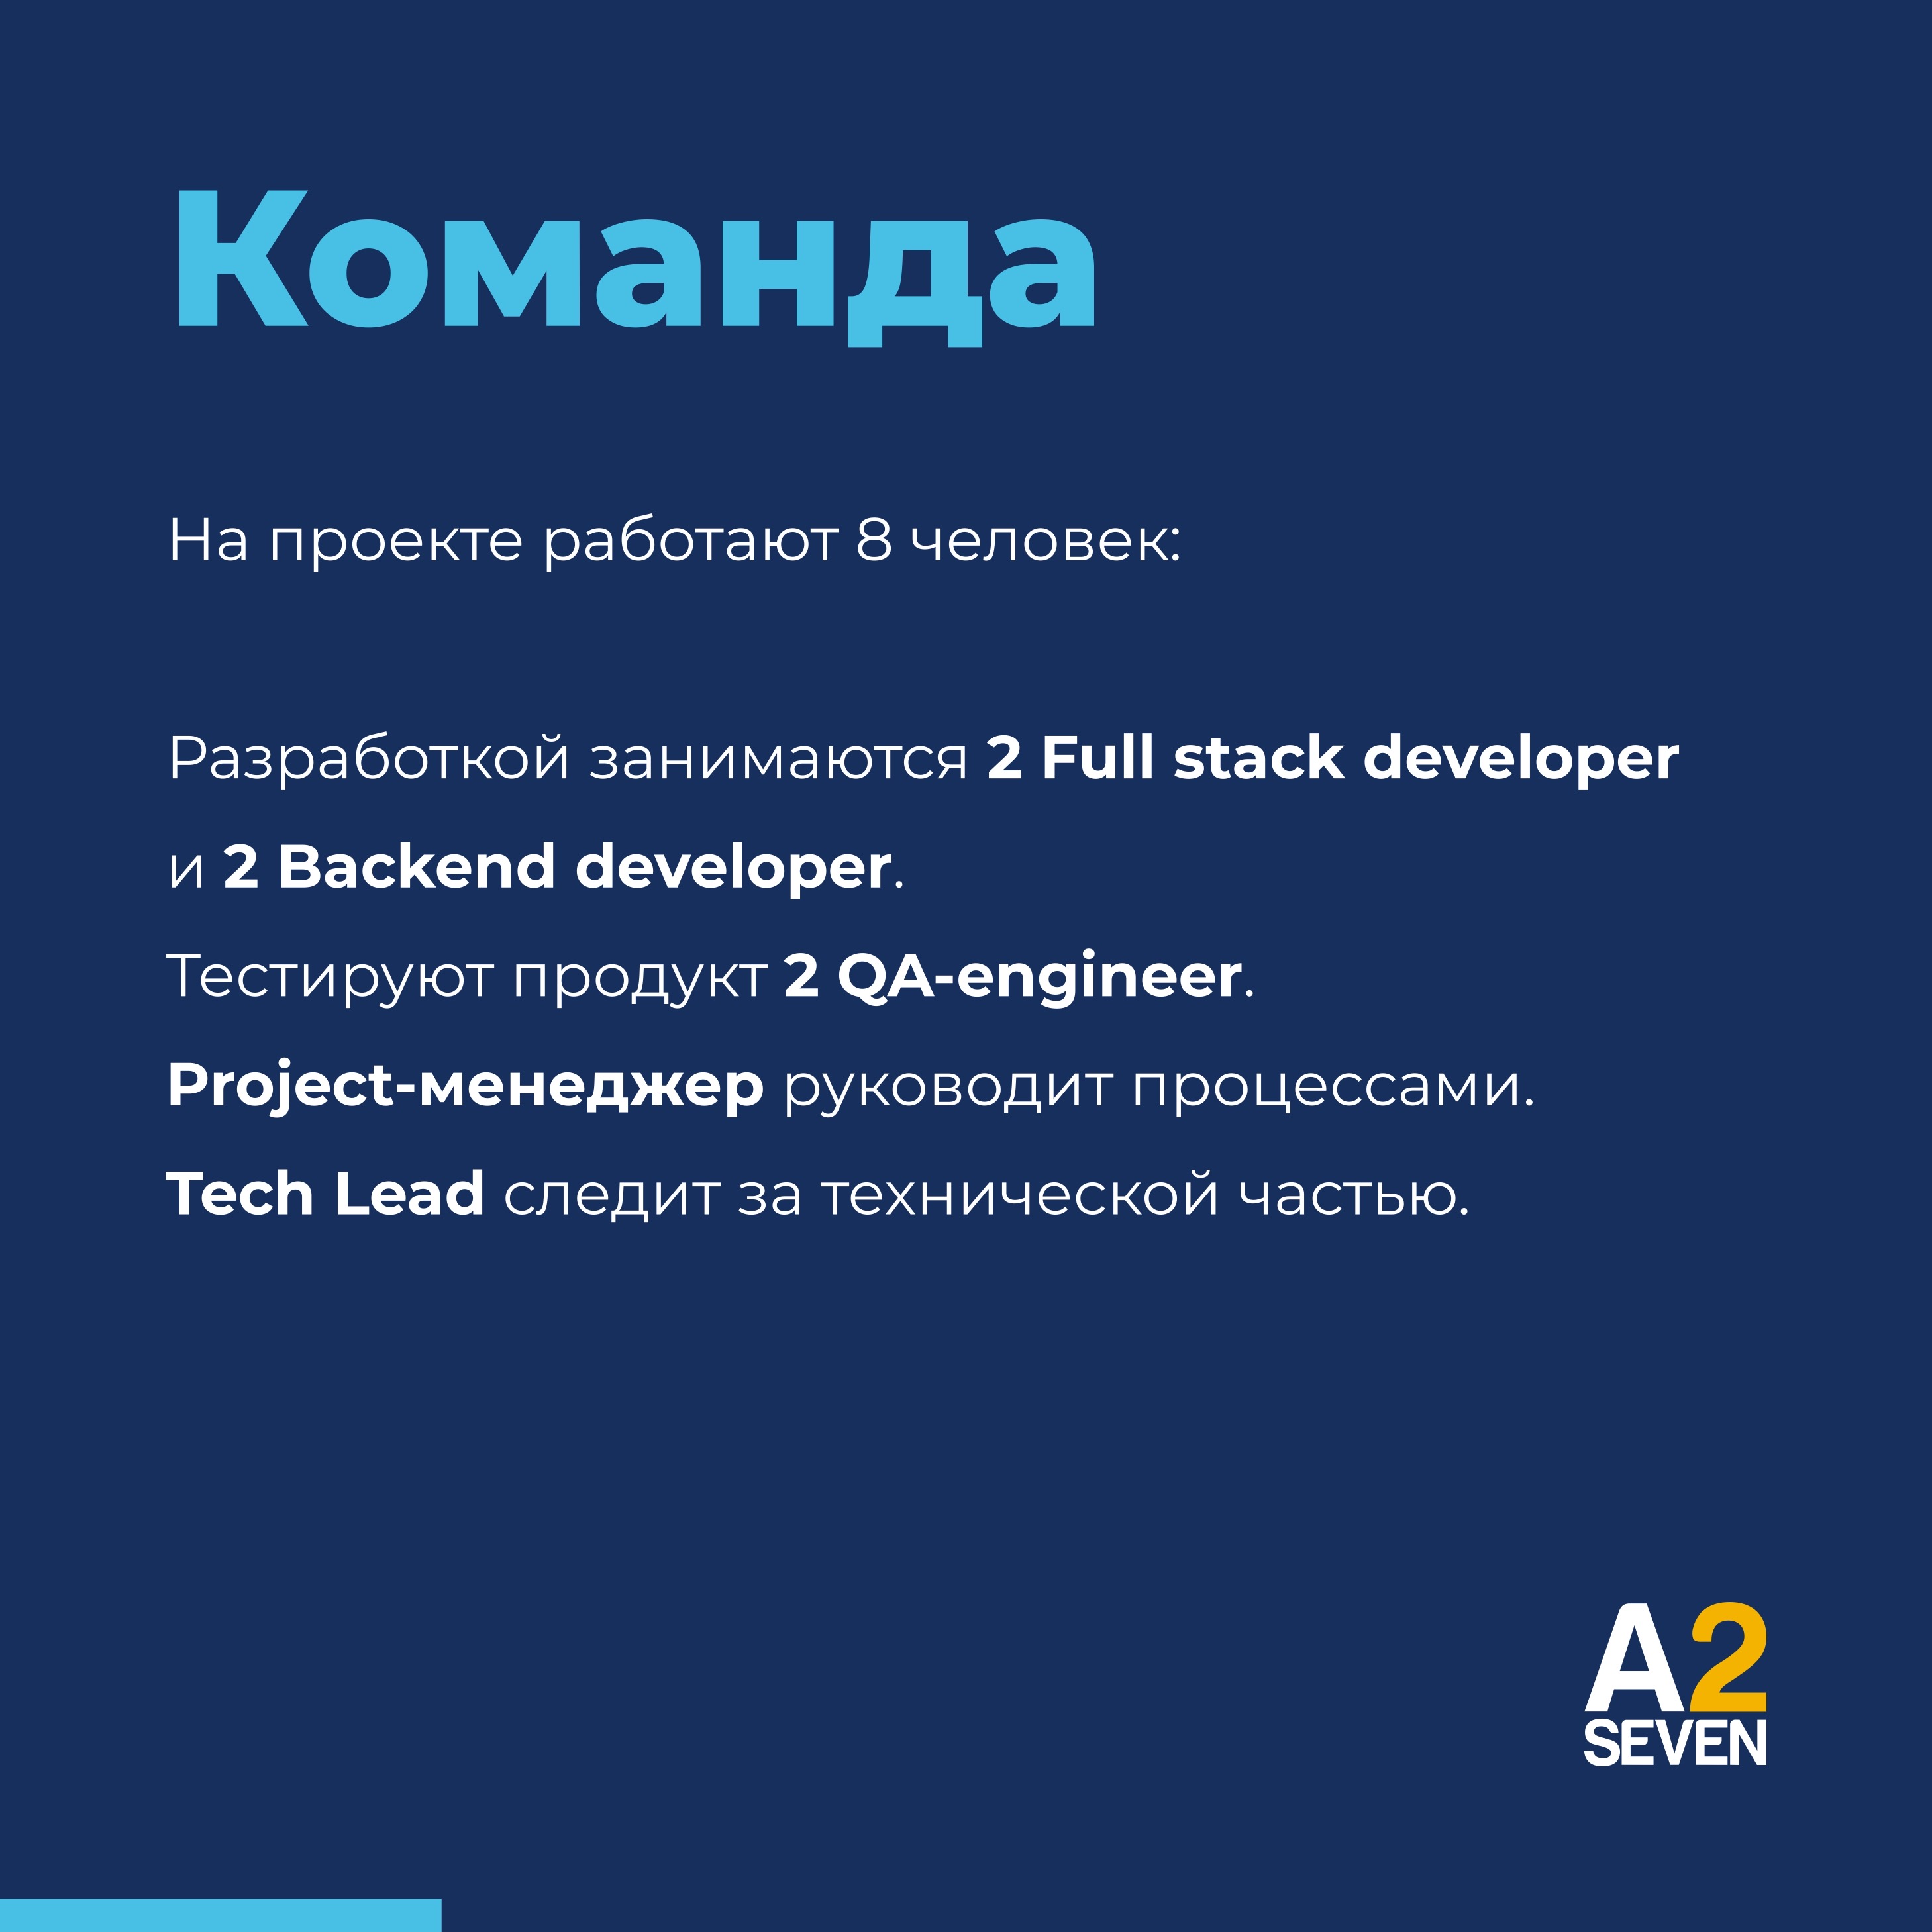 Команда
На проекте работают 8 человек:
Разработкой занимаются 2 Full stack developer
и 2 Backend developer.
Тестируют продукт 2 QA-engineer.
Project-менеджер руководит процессами.
Tech Lead следит за технической частью.
A2
SEVEN